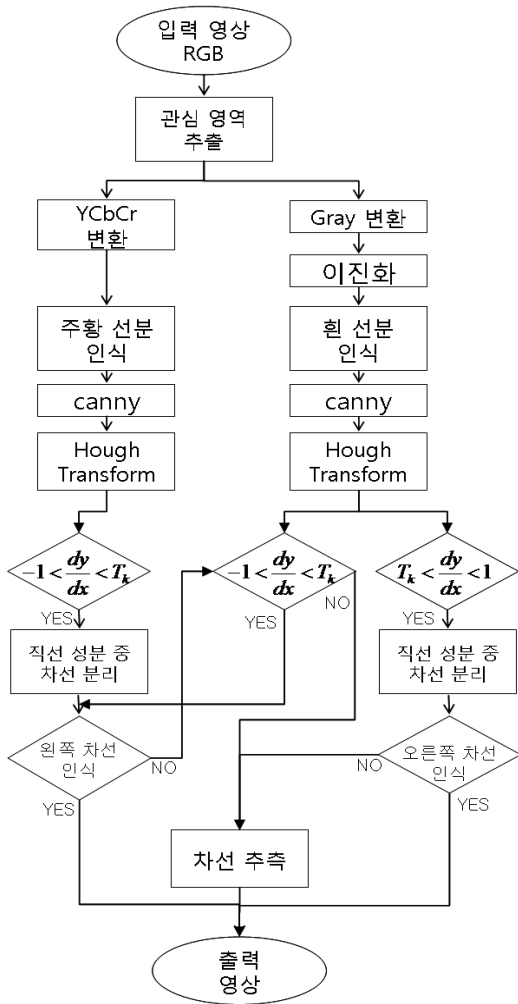 입력 영상
RGB
관심 영역
추출
YCbCr
변환
Gray 변환
이진화
주황 선분
인식
흰 선분
인식
canny
canny
Hough
Transform
Hough
Transform
-1 < dy/dx < Tk
-1 < dy/dx < Tk
Tk < dy/dx < 1
YES
YES
NO
YES
직선 성분 중
차선 분리
직선 성분 중
차선 분리
왼쪽 차선
인식
NO
YES
오른쪽 차선
인식
NO
YES
차선 추측
출력
영상